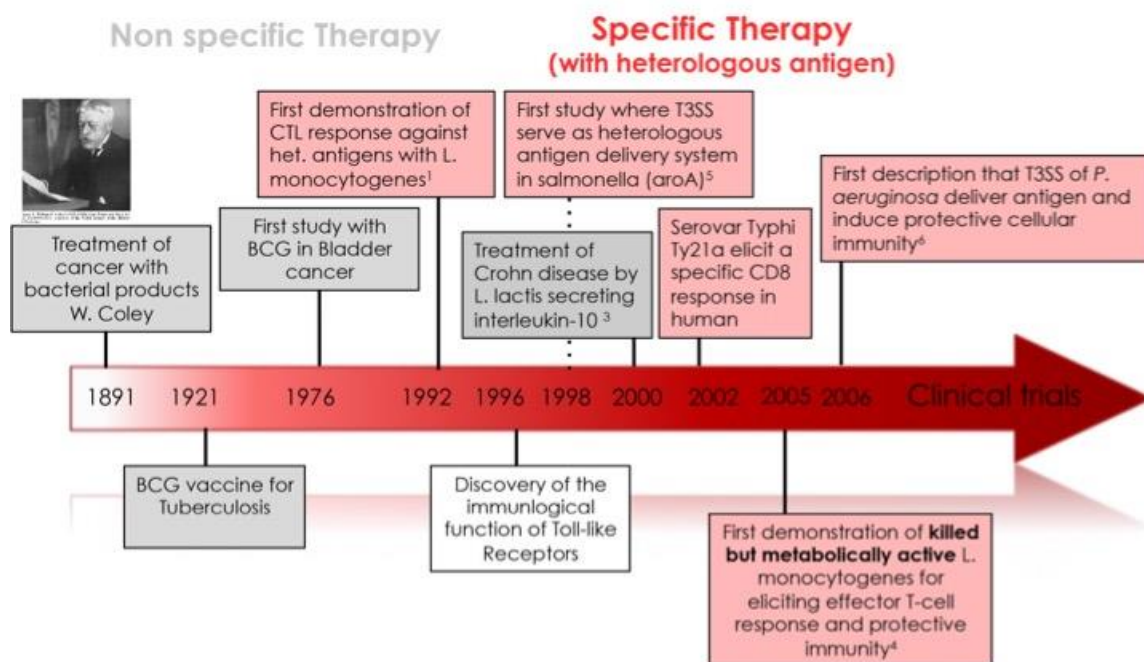 Non specific Therapy
Specific Therapy
(with heterologous antigen)
First demonstration of
CTL response against
het. antigens with L.
monocytogenes¹
First study where T3SS
serve as heterologous
antigen delivery system
in salmonella (aroA)⁵
First description that T3SS of P.
aeruginosa deliver antigen and
induce protective cellular
immunity⁶
Treatment of
cancer with
bacterial products
W. Coley
First study with
BCG in Bladder
cancer
Treatment of
Crohn disease by
L. lactis secreting
interleukin-10 ³
Serovar Typhi
Ty21a elicit a
specific CD8
response in
human
1891 1921 1976 1992 1996 1998 2000 2002 2005 2006 Clinical trials
BCG vaccine for
Tuberculosis
Discovery of the
immunlogical
function of Toll-like
Receptors
First demonstration of killed
but metabolically active L.
monocytogenes for
eliciting effector T-cell
response and protective
immunity⁴